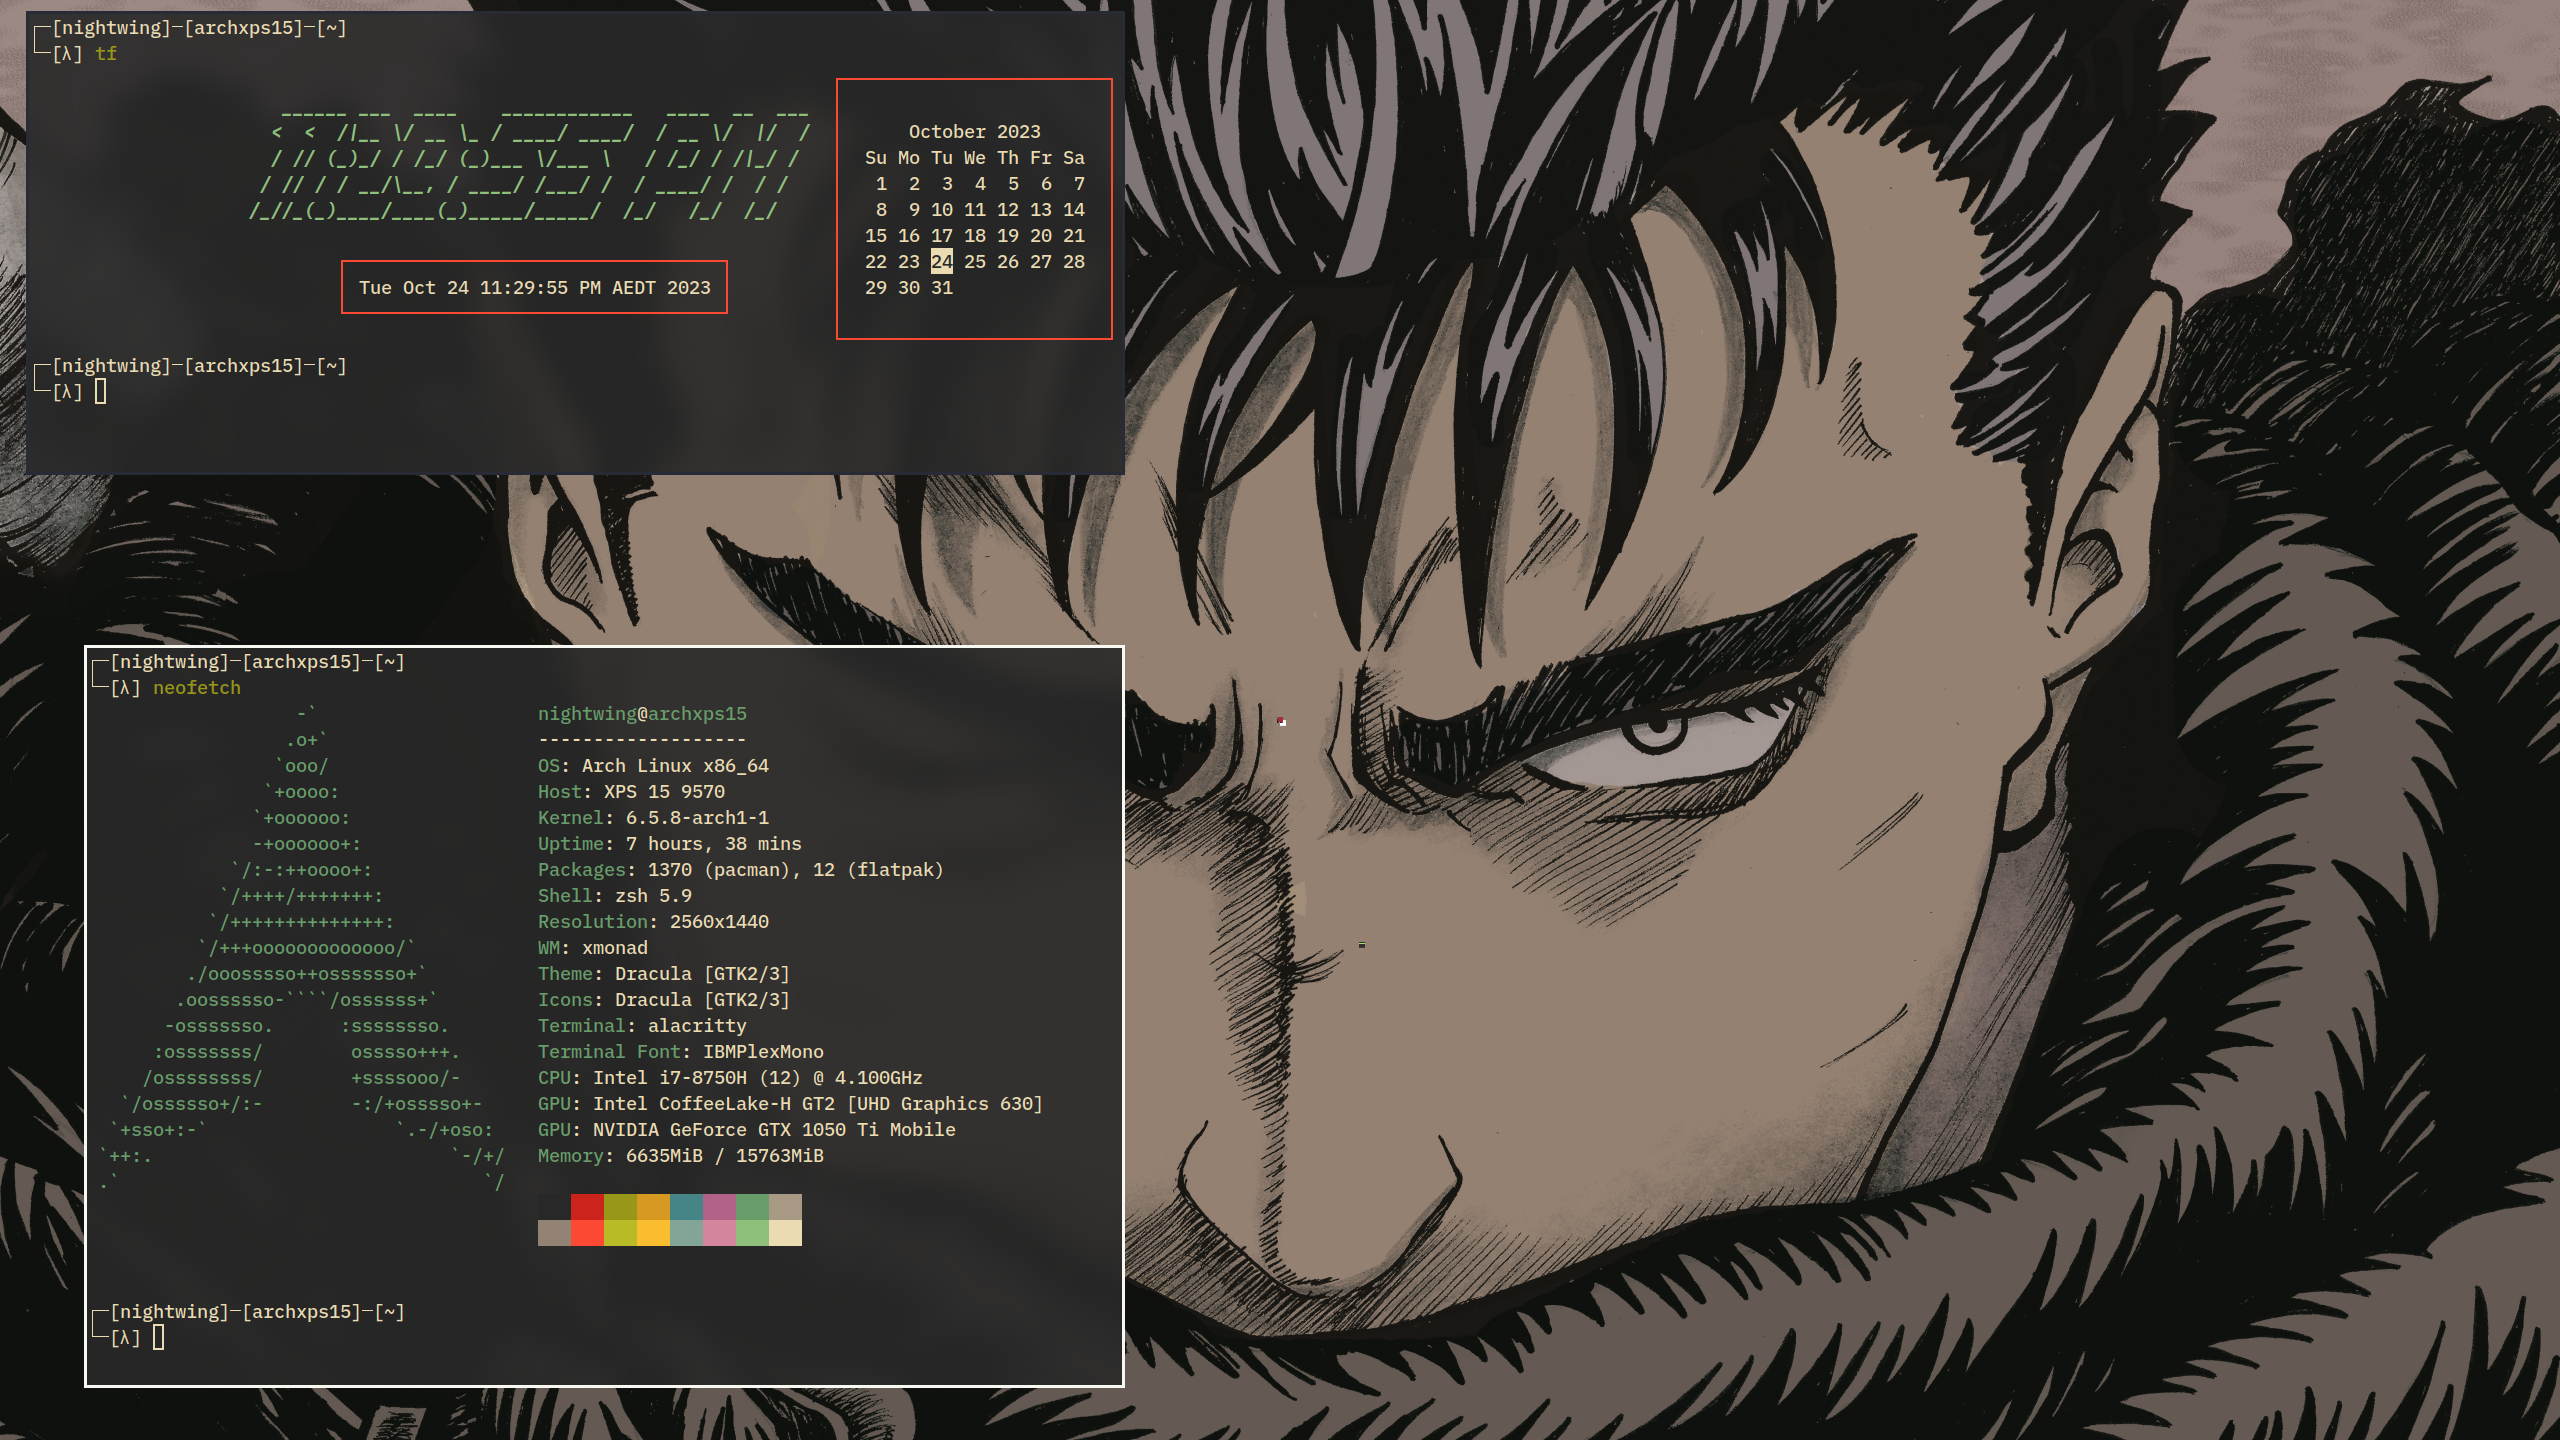 [nightwing]─[archxps15]─[~]
[λ] tf
11:29:55 PM
October 2023
Su Mo Tu We Th Fr Sa
1 2 3 4 5 6 7
8 9 10 11 12 13 14
15 16 17 18 19 20 21
22 23 24 25 26 27 28
29 30 31
Tue Oct 24 11:29:55 PM AEDT 2023
[nightwing]─[archxps15]─[~]
[λ]
[nightwing]─[archxps15]─[~]
[λ] neofetch
nightwing@archxps15
-------------------
OS: Arch Linux x86_64
Host: XPS 15 9570
Kernel: 6.5.8-arch1-1
Uptime: 7 hours, 38 mins
Packages: 1370 (pacman), 12 (flatpak)
Shell: zsh 5.9
Resolution: 2560x1440
WM: xmonad
Theme: Dracula [GTK2/3]
Icons: Dracula [GTK2/3]
Terminal: alacritty
Terminal Font: IBMPlexMono
CPU: Intel i7-8750H (12) @ 4.100GHz
GPU: Intel CoffeeLake-H GT2 [UHD Graphics 630]
GPU: NVIDIA GeForce GTX 1050 Ti Mobile
Memory: 6635MiB / 15763MiB
[nightwing]─[archxps15]─[~]
[λ]